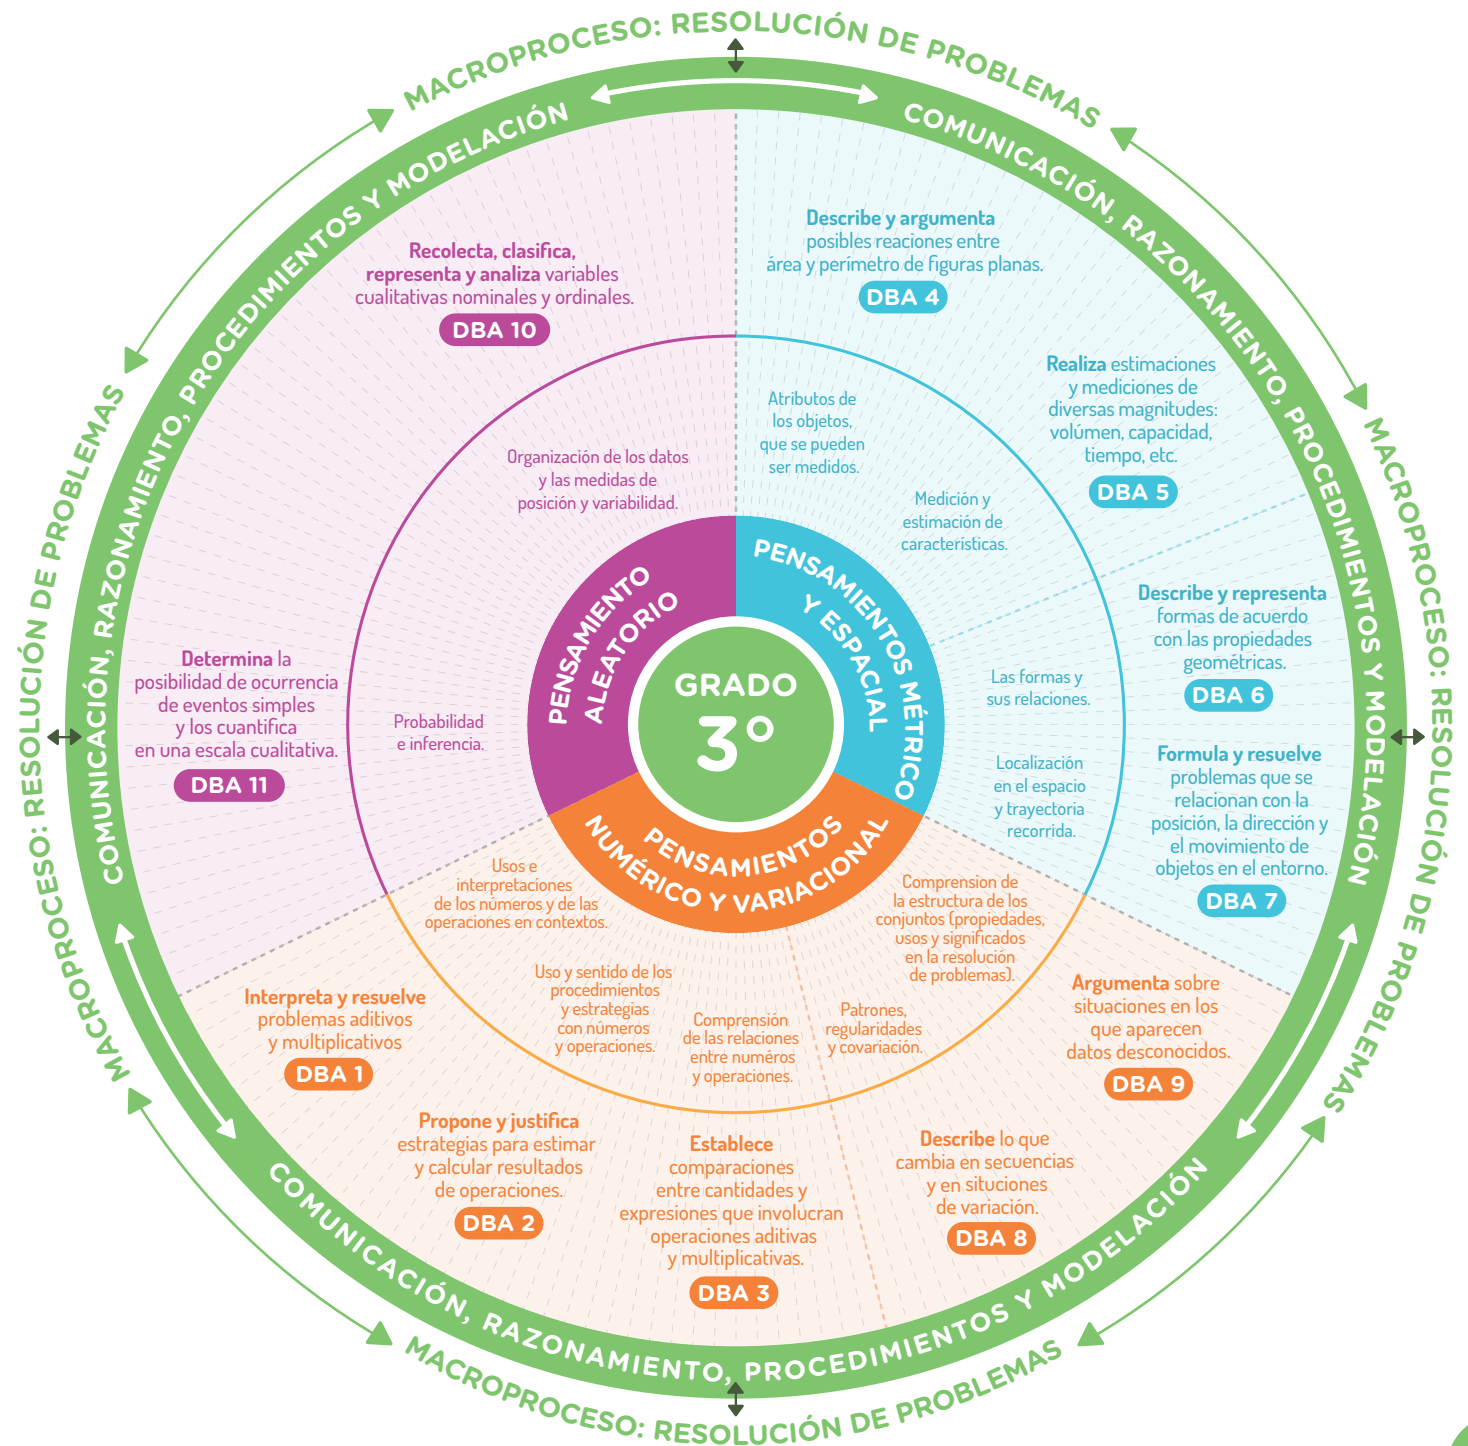 MACROPROCESO: RESOLUCIÓN DE PROBLEMAS
MACROPROCESO: RESOLUCIÓN DE PROBLEMAS
MACROPROCESO: RESOLUCIÓN DE PROBLEMAS
MACROPROCESO: RESOLUCIÓN DE PROBLEMAS
COMUNICACIÓN, RAZONAMIENTO, PROCEDIMIENTOS Y MODELACIÓN
COMUNICACIÓN, RAZONAMIENTO, PROCEDIMIENTOS Y MODELACIÓN
COMUNICACIÓN, RAZONAMIENTO, PROCEDIMIENTOS Y MODELACIÓN
GRADO
3°
PENSAMIENTO
ALEATORIO
Recolecta, clasifica,
representa y analiza variables
cualitativas nominales y ordinales.
DBA 10
Organización de los datos
y las medidas de
posición y variabilidad.
Determina la
posibilidad de ocurrencia
de eventos simples
y los cuantifica
en una escala cualitativa.
DBA 11
Probabilidad
e inferencia.
PENSAMIENTOS MÉTRICO
Y ESPACIAL
Describe y argumenta
posibles reaciones entre
área y perímetro de figuras planas.
DBA 4
Atributos de
los objetos,
que se pueden
ser medidos.
Realiza estimaciones
y mediciones de
diversas magnitudes:
volúmen, capacidad,
tiempo, etc.
DBA 5
Medición y
estimación de
características.
Describe y representa
formas de acuerdo
con las propiedades
geométricas.
DBA 6
Las formas y
sus relaciones.
Formula y resuelve
problemas que se
relacionan con la
posición, la dirección y
el movimiento de
objetos en el entorno.
DBA 7
Localización
en el espacio
y trayectoria
recorrida.
PENSAMIENTOS
NUMÉRICO Y VARIACIONAL
Usos e
interpretaciones
de los números y de las
operaciones en contextos.
Interpreta y resuelve
problemas aditivos
y multiplicativos
DBA 1
Uso y sentido de los
procedimientos
y estrategias
con números
y operaciones.
Propone y justifica
estrategias para estimar
y calcular resultados
de operaciones.
DBA 2
Comprensión
de las relaciones
entre numéros
y operaciones.
Establece
comparaciones
entre cantidades y
expresiones que involucran
operaciones aditivas
y multiplicativas.
DBA 3
Patrones,
regularidades
y covariación.
Describe lo que
cambia en secuencias
y en situciones
de variación.
DBA 8
Comprension de
la estructura de los
conjuntos (propiedades,
usos y significados
en la resolución
de problemas).
Argumenta sobre
situaciones en los
que aparecen
datos desconocidos.
DBA 9